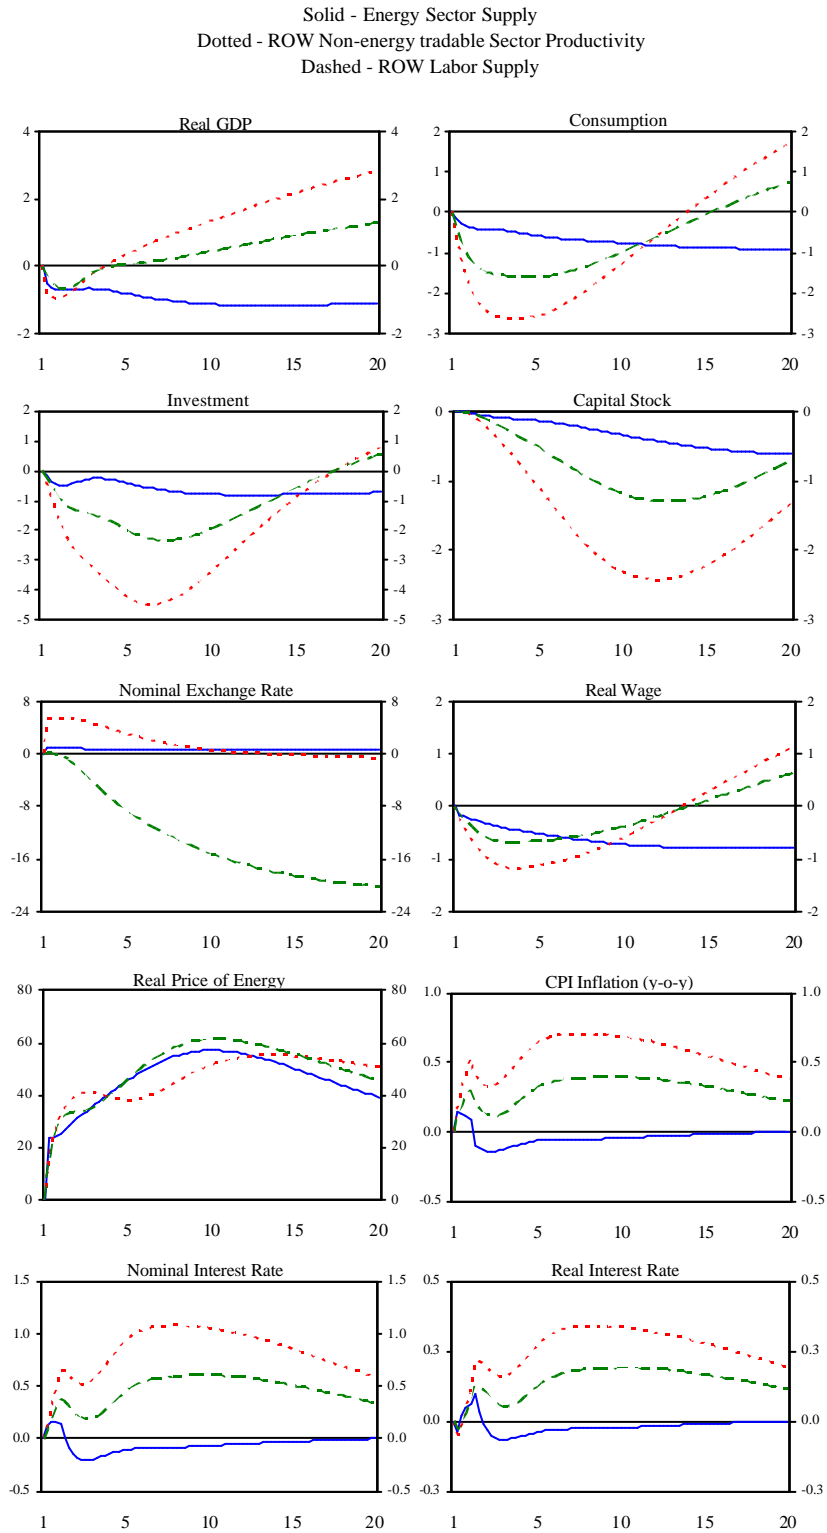 Solid - Energy Sector Supply
Dotted - ROW Non-energy tradable Sector Productivity
Dashed - ROW Labor Supply
Real GDP
4 4
2 2
0 0
-2 -2
1 5 10 15 20
Consumption
2 2
1 1
0 0
-1 -1
-2 -2
-3 -3
1 5 10 15 20
Investment
2 2
1 1
0 0
-1 -1
-2 -2
-3 -3
-4 -4
-5 -5
1 5 10 15 20
Capital Stock
0 0
-1 -1
-2 -2
-3 -3
1 5 10 15 20
Nominal Exchange Rate
8 8
0 0
-8 -8
-16 -16
-24 -24
1 5 10 15 20
Real Wage
2 2
1 1
0 0
-1 -1
-2 -2
1 5 10 15 20
Real Price of Energy
80 80
60 60
40 40
20 20
0 0
1 5 10 15 20
CPI Inflation (y-o-y)
1.0 1.0
0.5 0.5
0.0 0.0
-0.5 -0.5
1 5 10 15 20
Nominal Interest Rate
1.5 1.5
1.0 1.0
0.5 0.5
0.0 0.0
-0.5 -0.5
1 5 10 15 20
Real Interest Rate
0.5 0.5
0.3 0.3
0.0 0.0
-0.3 -0.3
1 5 10 15 20